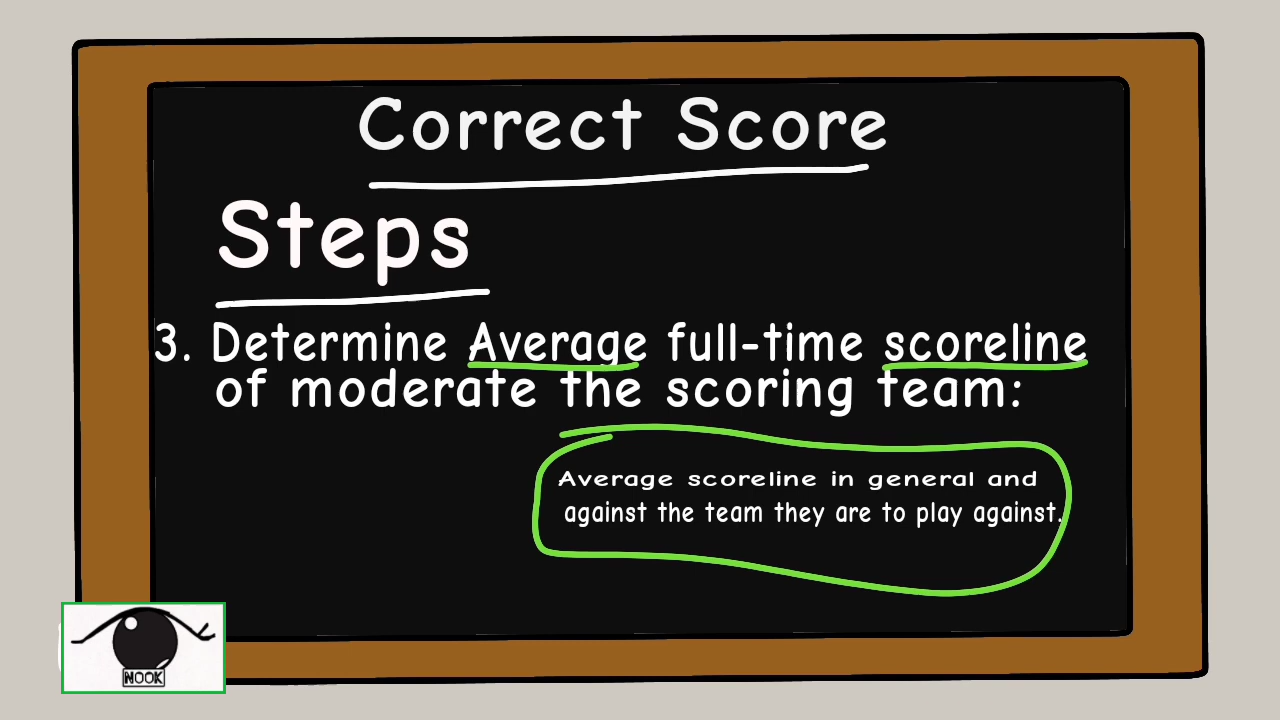 Correct Score
Steps
3. Determine Average full-time scoreline
of moderate the scoring team:
Average scoreline in general and
against the team they are to play against.
NOOK